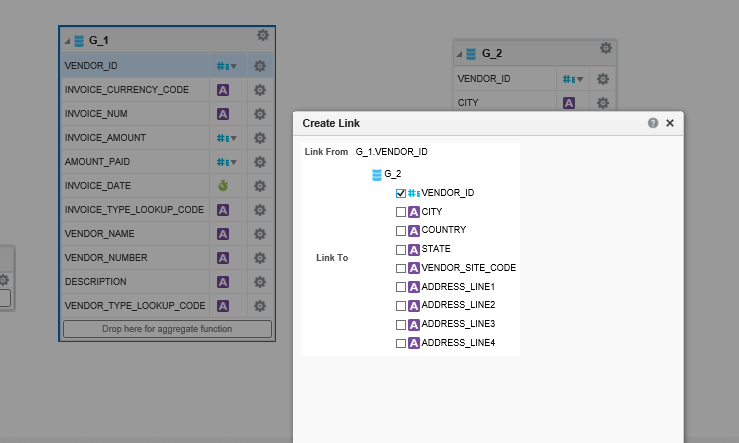 G_1
VENDOR_ID
INVOICE_CURRENCY_CODE A
INVOICE_NUM A
INVOICE_AMOUNT
AMOUNT_PAID
INVOICE_DATE
INVOICE_TYPE_LOOKUP_CODE A
VENDOR_NAME A
VENDOR_NUMBER A
DESCRIPTION A
VENDOR_TYPE_LOOKUP_CODE A
Drop here for aggregate function
G_2
VENDOR_ID
CITY A
Create Link
Link From G_1.VENDOR_ID
Link To
G_2
VENDOR_ID
A CITY
A COUNTRY
A STATE
A VENDOR_SITE_CODE
A ADDRESS_LINE1
A ADDRESS_LINE2
A ADDRESS_LINE3
A ADDRESS_LINE4